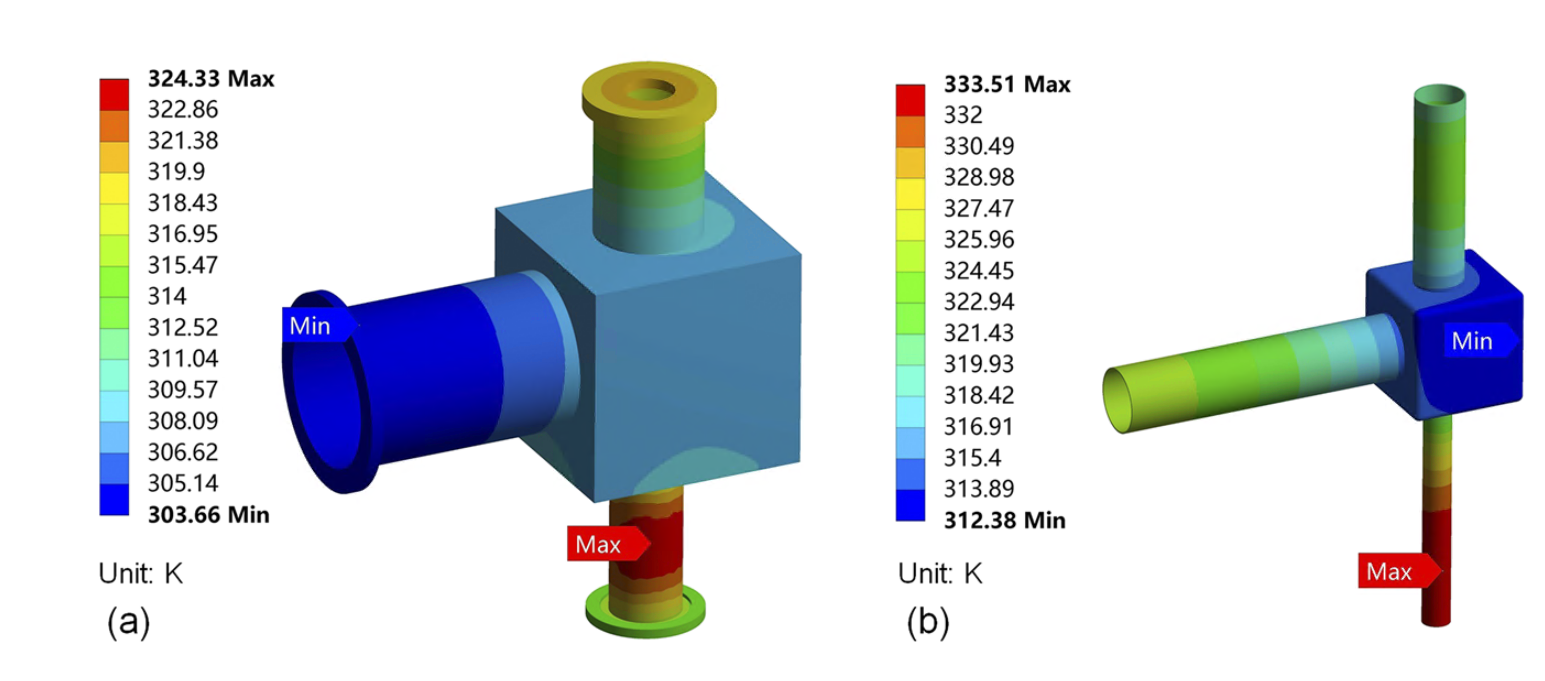 324.33 Max
322.86
321.38
319.9
318.43
316.95
315.47
314
312.52
311.04
309.57
308.09
306.62
305.14
303.66 Min
Min
Max
Unit: K
(a)
333.51 Max
332
330.49
328.98
327.47
325.96
324.45
322.94
321.43
319.93
318.42
316.91
315.4
313.89
312.38 Min
Min
Max
Unit: K
(b)